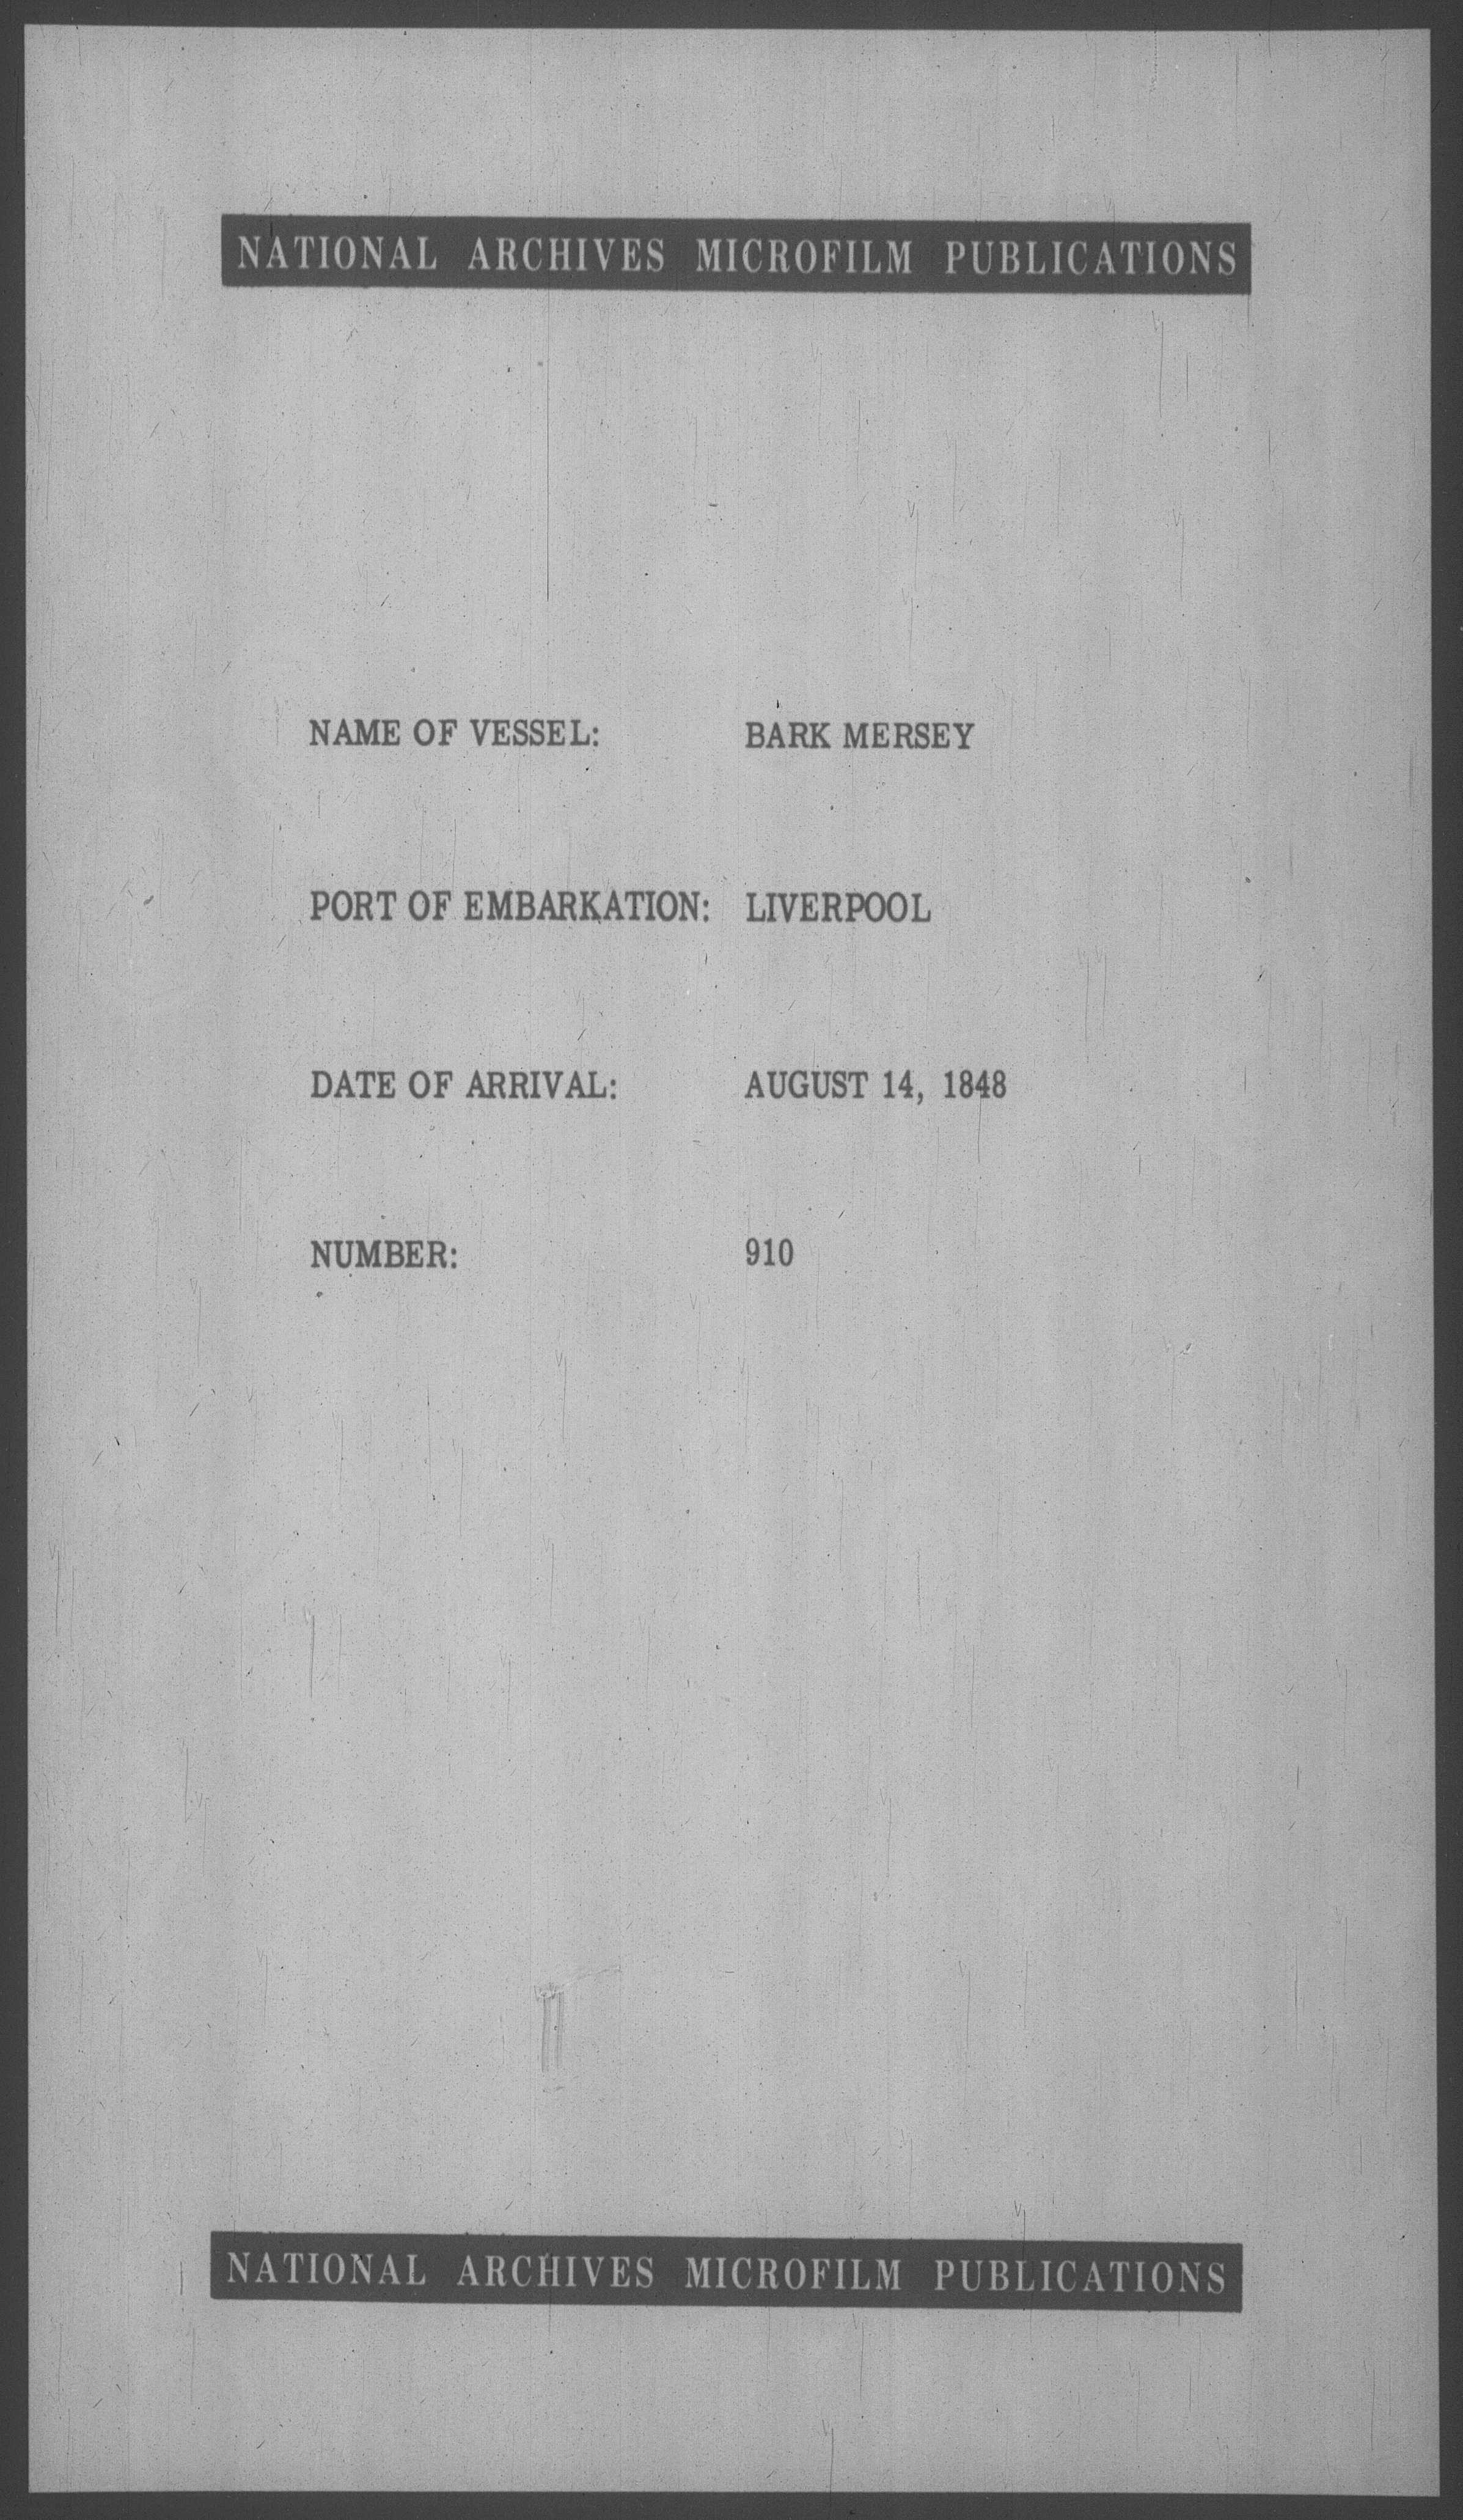 NATIONAL ARCHIVES MICROFILM PUBLICATIONS
NAME OF VESSEL: BARK MERSEY
PORT OF EMBARKATION: LIVERPOOL
DATE OF ARRIVAL: AUGUST 14, 1848
NUMBER: 910
NATIONAL ARCHIVES MICROFILM PUBLICATIONS